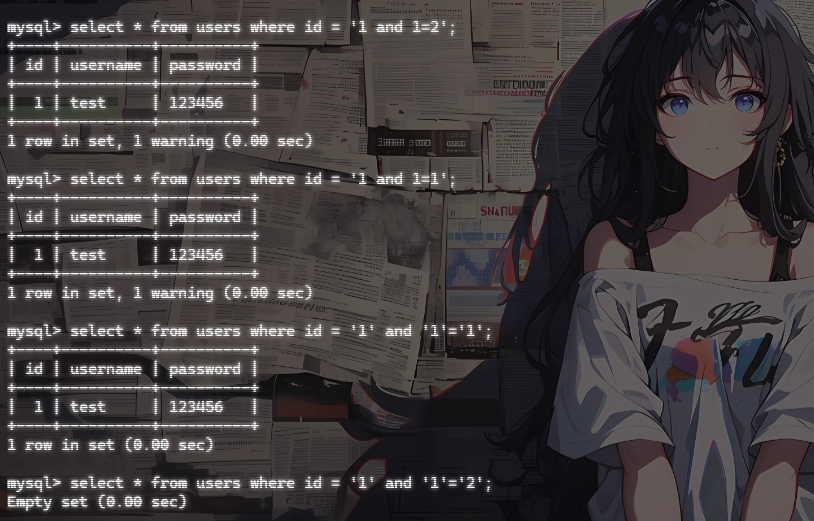 mysql> select * from users where id = '1 and 1=2';
+----+----------+----------+
| id | username | password |
+----+----------+----------+
|  1 | test     | 123456   |
+----+----------+----------+
1 row in set, 1 warning (0.00 sec)
mysql> select * from users where id = '1 and 1=1';
+----+----------+----------+
| id | username | password |
+----+----------+----------+
|  1 | test     | 123456   |
+----+----------+----------+
1 row in set, 1 warning (0.00 sec)
mysql> select * from users where id = '1' and '1'='1';
+----+----------+----------+
| id | username | password |
+----+----------+----------+
|  1 | test     | 123456   |
+----+----------+----------+
1 row in set (0.00 sec)
mysql> select * from users where id = '1' and '1'='2';
Empty set (0.00 sec)